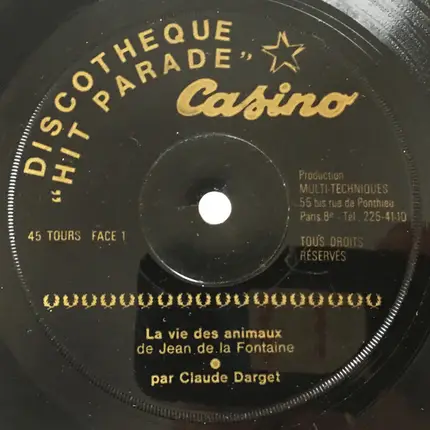 DISCOTHEQUE
"HIT PARADE"
Casino
Production
MULTI-TECHNIQUES
55 bis rue de Ponthieu
Paris 8e - Tél. 225-41-10
45 TOURS FACE 1
TOUS DROITS
RÉSERVÉS
La vie des animaux
de Jean de la Fontaine
par Claude Darget